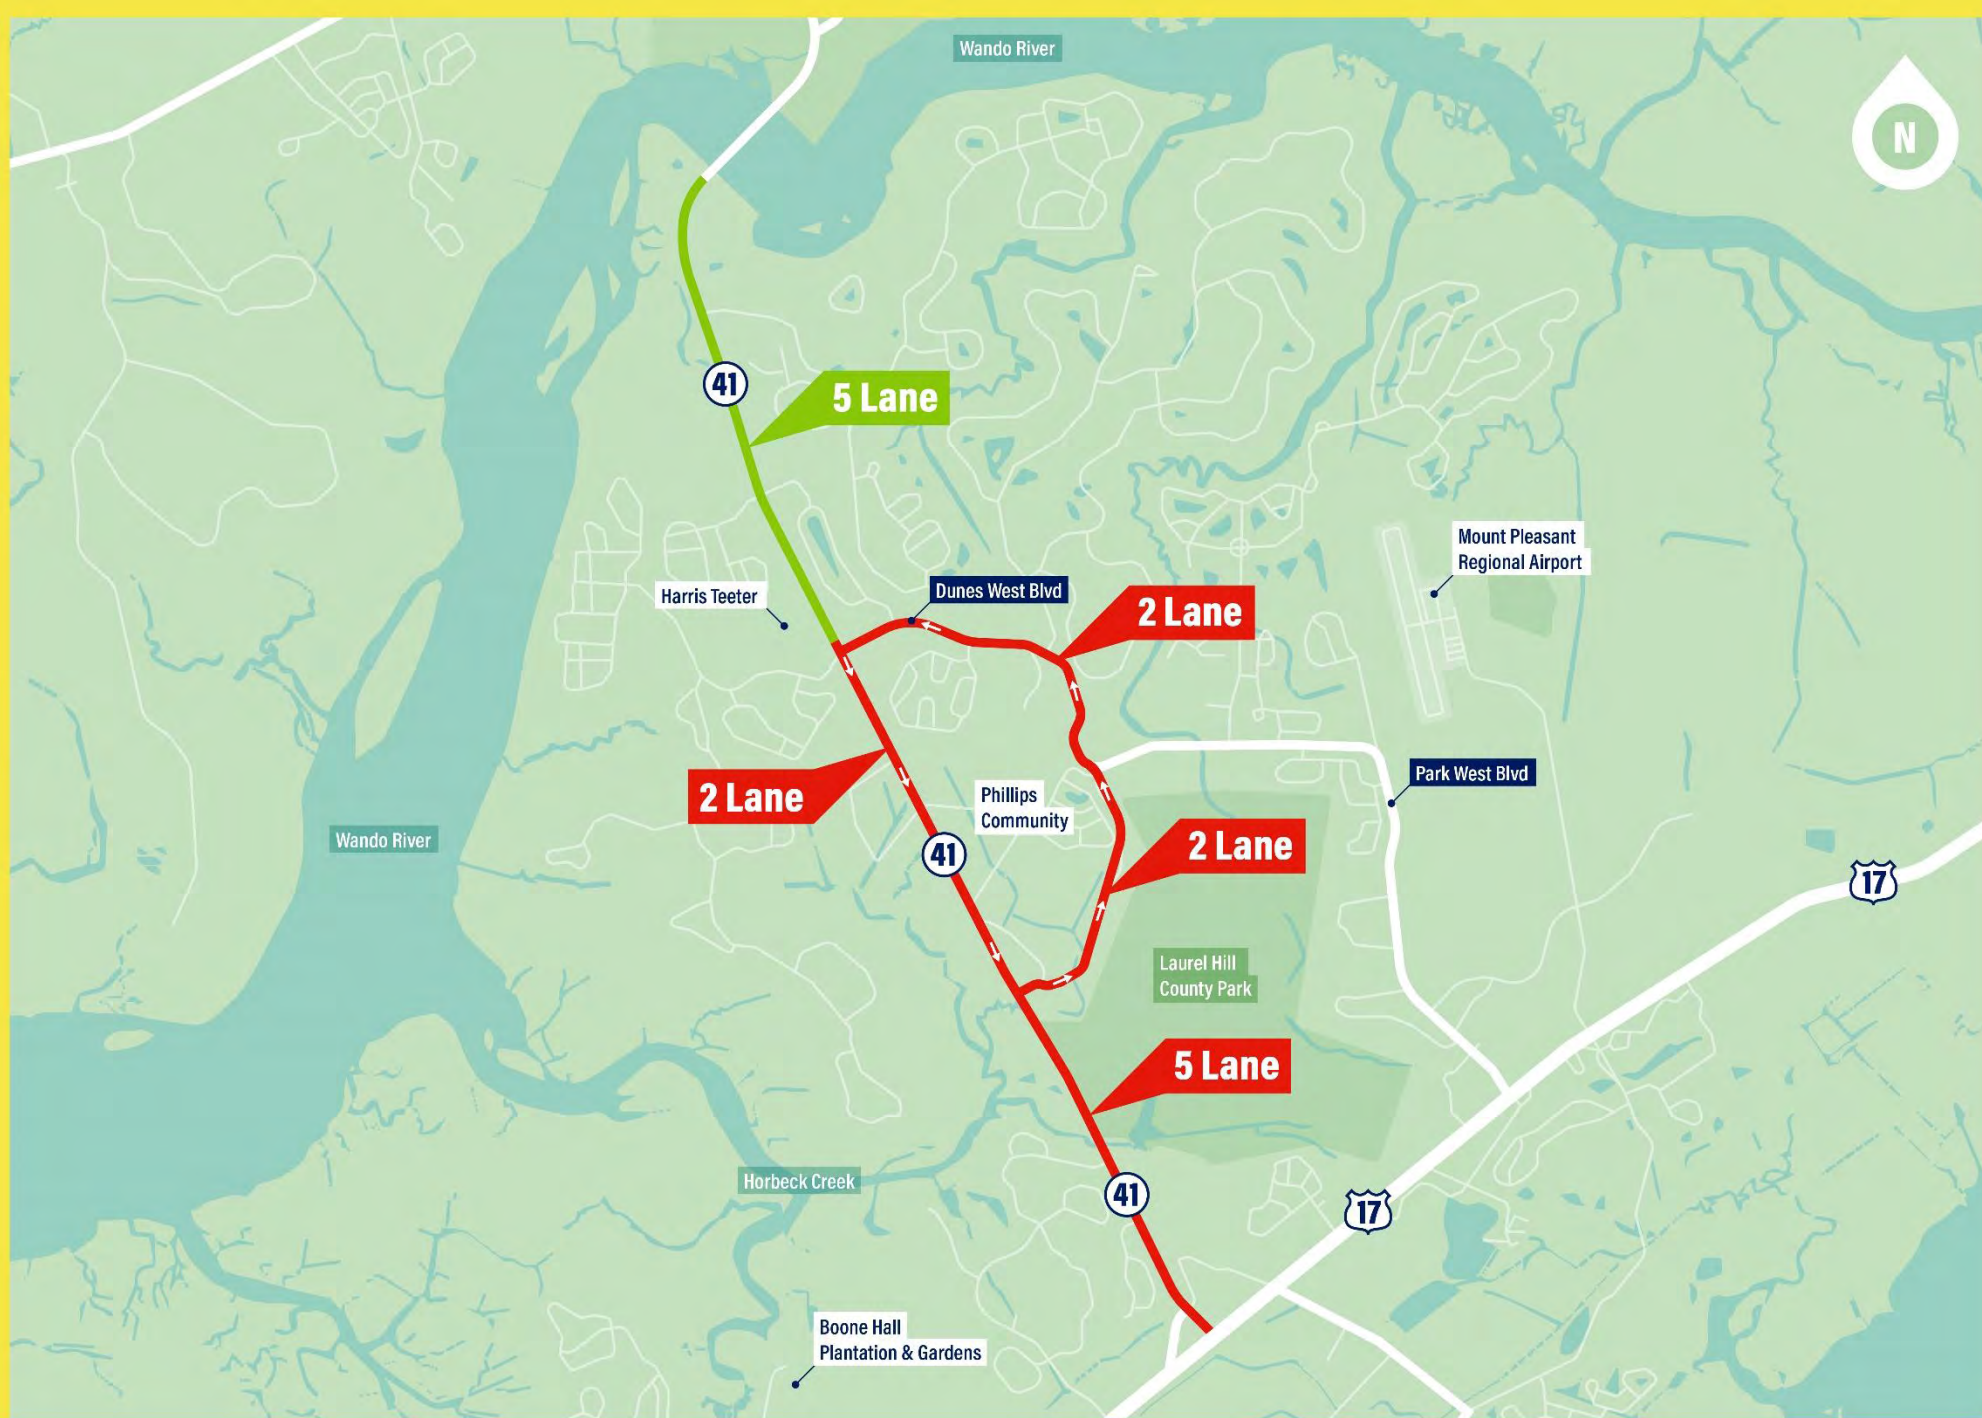 Wando River
N
41
5 Lane
Mount Pleasant
Regional Airport
Harris Teeter
Dunes West Blvd
2 Lane
2 Lane
Phillips
Community
Park West Blvd
Wando River
41
2 Lane
17
Laurel Hill
County Park
5 Lane
Horbeck Creek
41
17
Boone Hall
Plantation & Gardens